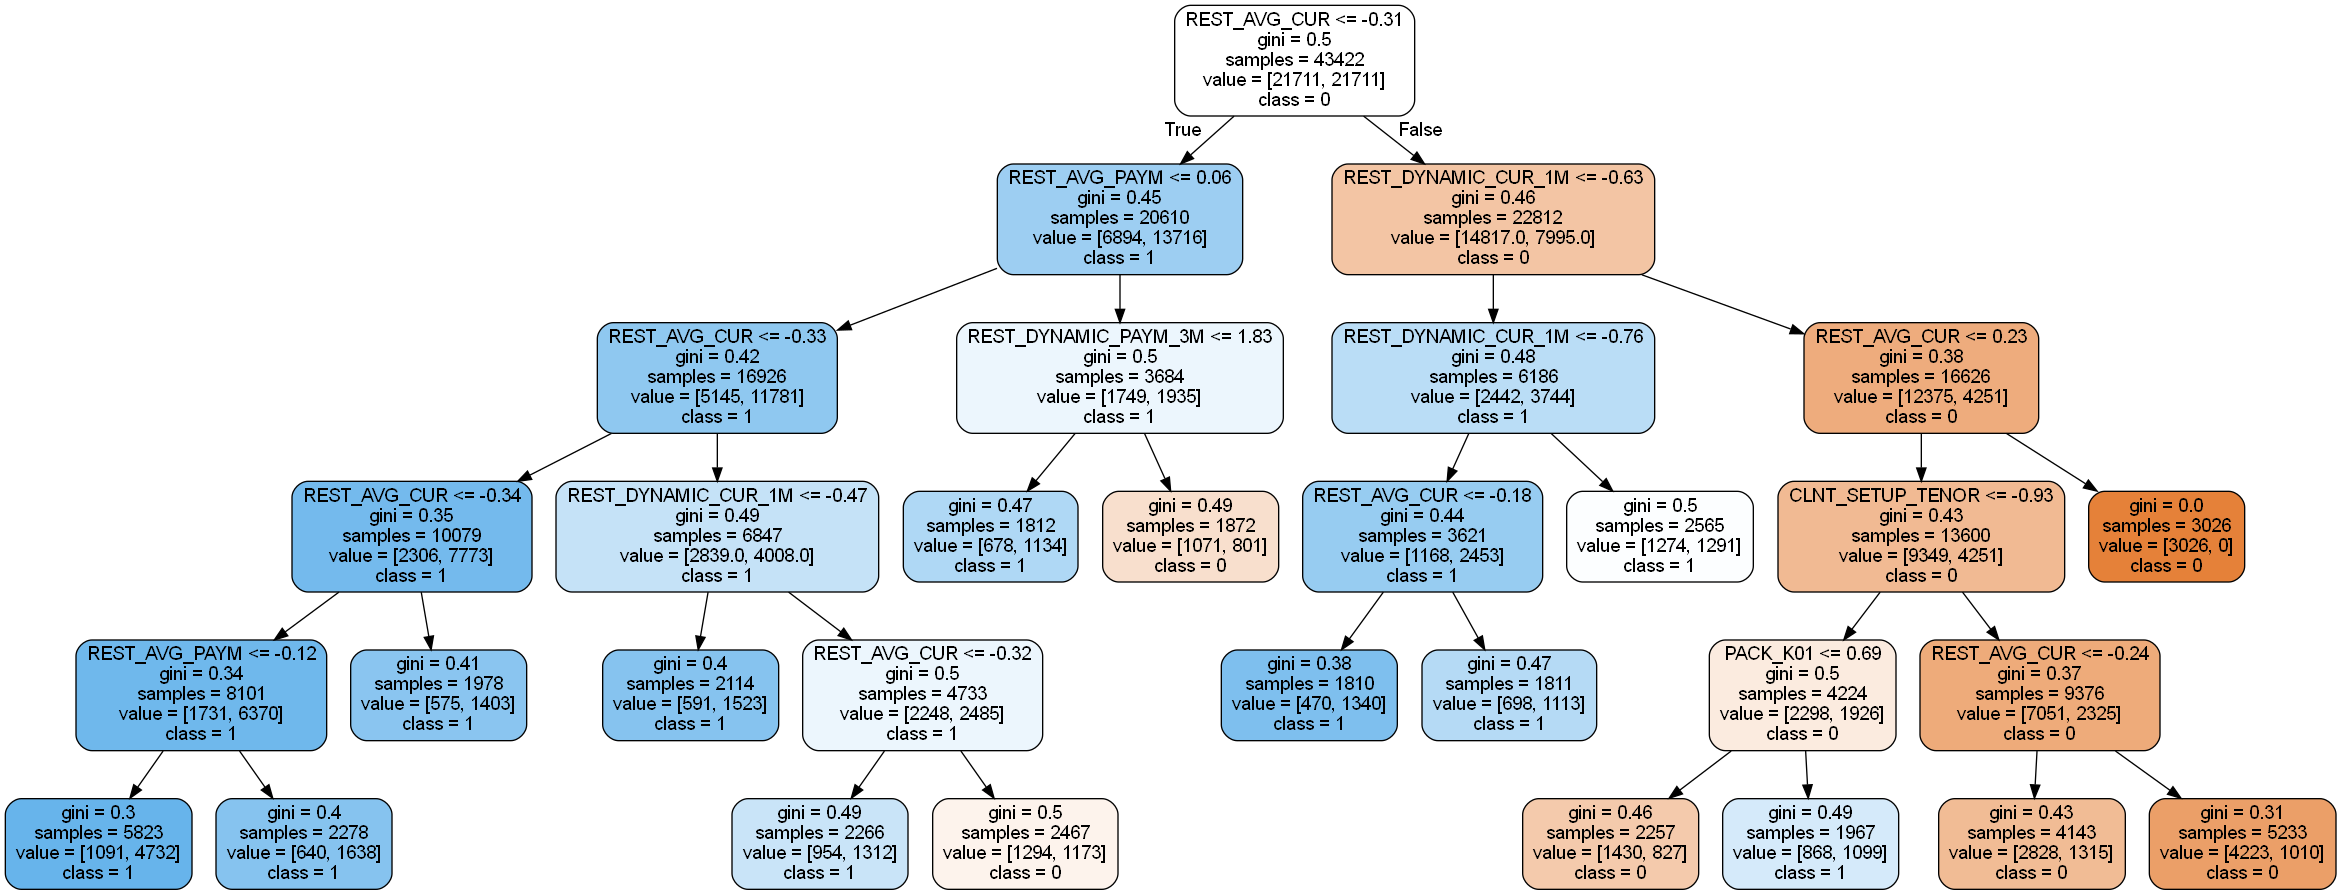 REST_AVG_CUR <= -0.31
gini = 0.5
samples = 43422
value = [21711, 21711]
class = 0
True
False
REST_AVG_PAYM <= 0.06
gini = 0.45
samples = 20610
value = [6894, 13716]
class = 1
REST_DYNAMIC_CUR_1M <= -0.63
gini = 0.46
samples = 22812
value = [14817.0, 7995.0]
class = 0
REST_AVG_CUR <= -0.33
gini = 0.42
samples = 16926
value = [5145, 11781]
class = 1
REST_DYNAMIC_PAYM_3M <= 1.83
gini = 0.5
samples = 3684
value = [1749, 1935]
class = 1
REST_DYNAMIC_CUR_1M <= -0.76
gini = 0.48
samples = 6186
value = [2442, 3744]
class = 1
REST_AVG_CUR <= 0.23
gini = 0.38
samples = 16626
value = [12375, 4251]
class = 0
REST_AVG_CUR <= -0.34
gini = 0.35
samples = 10079
value = [2306, 7773]
class = 1
REST_DYNAMIC_CUR_1M <= -0.47
gini = 0.49
samples = 6847
value = [2839.0, 4008.0]
class = 1
gini = 0.47
samples = 1812
value = [678, 1134]
class = 1
gini = 0.49
samples = 1872
value = [1071, 801]
class = 0
REST_AVG_CUR <= -0.18
gini = 0.44
samples = 3621
value = [1168, 2453]
class = 1
gini = 0.5
samples = 2565
value = [1274, 1291]
class = 1
CLNT_SETUP_TENOR <= -0.93
gini = 0.43
samples = 13600
value = [9349, 4251]
class = 0
gini = 0.0
samples = 3026
value = [3026, 0]
class = 0
REST_AVG_PAYM <= -0.12
gini = 0.34
samples = 8101
value = [1731, 6370]
class = 1
gini = 0.41
samples = 1978
value = [575, 1403]
class = 1
gini = 0.4
samples = 2114
value = [591, 1523]
class = 1
REST_AVG_CUR <= -0.32
gini = 0.5
samples = 4733
value = [2248, 2485]
class = 1
gini = 0.38
samples = 1810
value = [470, 1340]
class = 1
gini = 0.47
samples = 1811
value = [698, 1113]
class = 1
PACK_K01 <= 0.69
gini = 0.5
samples = 4224
value = [2298, 1926]
class = 0
REST_AVG_CUR <= -0.24
gini = 0.37
samples = 9376
value = [7051, 2325]
class = 0
gini = 0.3
samples = 5823
value = [1091, 4732]
class = 1
gini = 0.4
samples = 2278
value = [640, 1638]
class = 1
gini = 0.49
samples = 2266
value = [954, 1312]
class = 1
gini = 0.5
samples = 2467
value = [1294, 1173]
class = 0
gini = 0.46
samples = 2257
value = [1430, 827]
class = 0
gini = 0.49
samples = 1967
value = [868, 1099]
class = 1
gini = 0.43
samples = 4143
value = [2828, 1315]
class = 0
gini = 0.31
samples = 5233
value = [4223, 1010]
class = 0